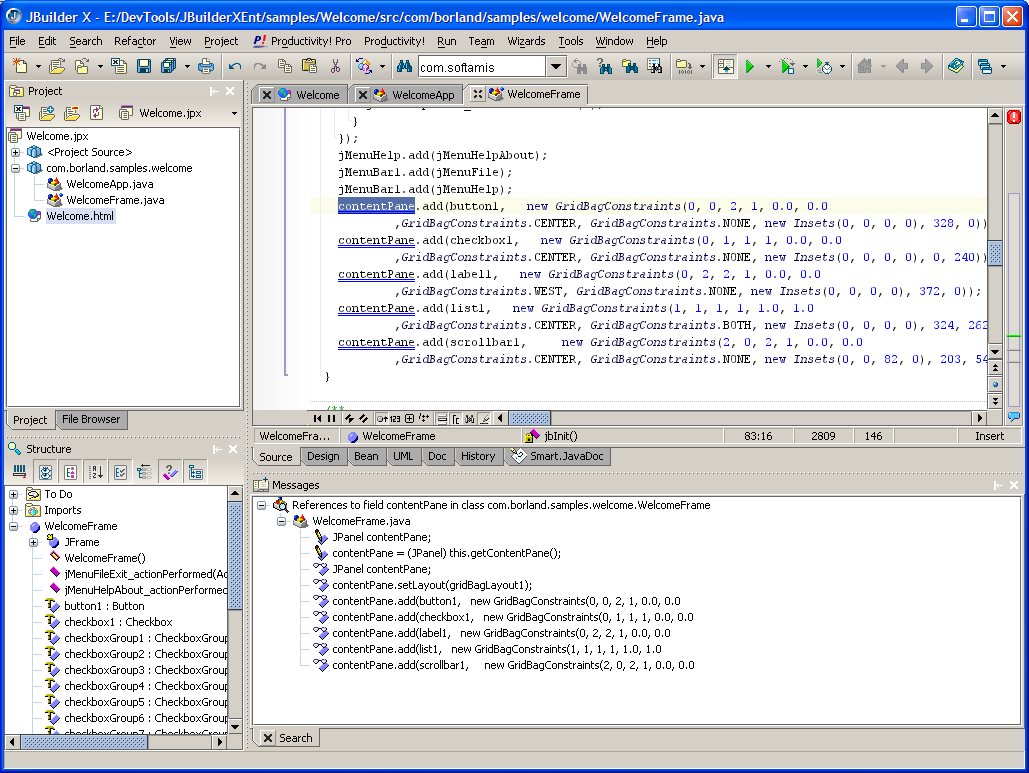 JBuilder X - E:/DevTools/JBuilderXEnt/samples/Welcome/src/com/borland/samples/welcome/WelcomeFrame.java
File Edit Search Refactor View Project P! Productivity! Pro Productivity! Run Team Wizards Tools Window Help
com.softamis
Project
Welcome.jpx
Welcome.jpx
<Project Source>
com.borland.samples.welcome
WelcomeApp.java
WelcomeFrame.java
Welcome.html
Project File Browser
Welcome WelcomeApp WelcomeFrame
}
});
jMenuHelp.add(jMenuHelpAbout);
jMenuBar1.add(jMenuFile);
jMenuBar1.add(jMenuHelp);
contentPane.add(button1, new GridBagConstraints(0, 0, 2, 1, 0.0, 0.0
,GridBagConstraints.CENTER, GridBagConstraints.NONE, new Insets(0, 0, 0, 0), 328, 0))
contentPane.add(checkbox1, new GridBagConstraints(0, 1, 1, 1, 0.0, 0.0
,GridBagConstraints.CENTER, GridBagConstraints.NONE, new Insets(0, 0, 0, 0), 0, 240))
contentPane.add(label1, new GridBagConstraints(0, 2, 2, 1, 0.0, 0.0
,GridBagConstraints.WEST, GridBagConstraints.NONE, new Insets(0, 0, 0, 0), 372, 0));
contentPane.add(list1, new GridBagConstraints(1, 1, 1, 1, 1.0, 1.0
,GridBagConstraints.CENTER, GridBagConstraints.BOTH, new Insets(0, 0, 0, 0), 324, 262
contentPane.add(scrollbar1, new GridBagConstraints(2, 0, 2, 1, 0.0, 0.0
,GridBagConstraints.CENTER, GridBagConstraints.NONE, new Insets(0, 0, 82, 0), 203, 54
}
/**
WelcomeFra... WelcomeFrame jbInit() 83:16 2809 146 Insert
Source Design Bean UML Doc History Smart.JavaDoc
Structure
To Do
Imports
WelcomeFrame
JFrame
WelcomeFrame()
jMenuFileExit_actionPerformed(Ac
jMenuHelpAbout_actionPerformed
button1 : Button
checkbox1 : Checkbox
checkboxGroup1 : CheckboxGroup
checkboxGroup2 : CheckboxGroup
checkboxGroup3 : CheckboxGroup
checkboxGroup4 : CheckboxGroup
checkboxGroup5 : CheckboxGroup
checkboxGroup6 : CheckboxGroup
checkboxGroup7 : CheckboxGroup
Messages
References to field contentPane in class com.borland.samples.welcome.WelcomeFrame
WelcomeFrame.java
JPanel contentPane;
contentPane = (JPanel) this.getContentPane();
JPanel contentPane;
contentPane.setLayout(gridBagLayout1);
contentPane.add(button1, new GridBagConstraints(0, 0, 2, 1, 0.0, 0.0
contentPane.add(checkbox1, new GridBagConstraints(0, 1, 1, 1, 0.0, 0.0
contentPane.add(label1, new GridBagConstraints(0, 2, 2, 1, 0.0, 0.0
contentPane.add(list1, new GridBagConstraints(1, 1, 1, 1, 1.0, 1.0
contentPane.add(scrollbar1, new GridBagConstraints(2, 0, 2, 1, 0.0, 0.0
Search